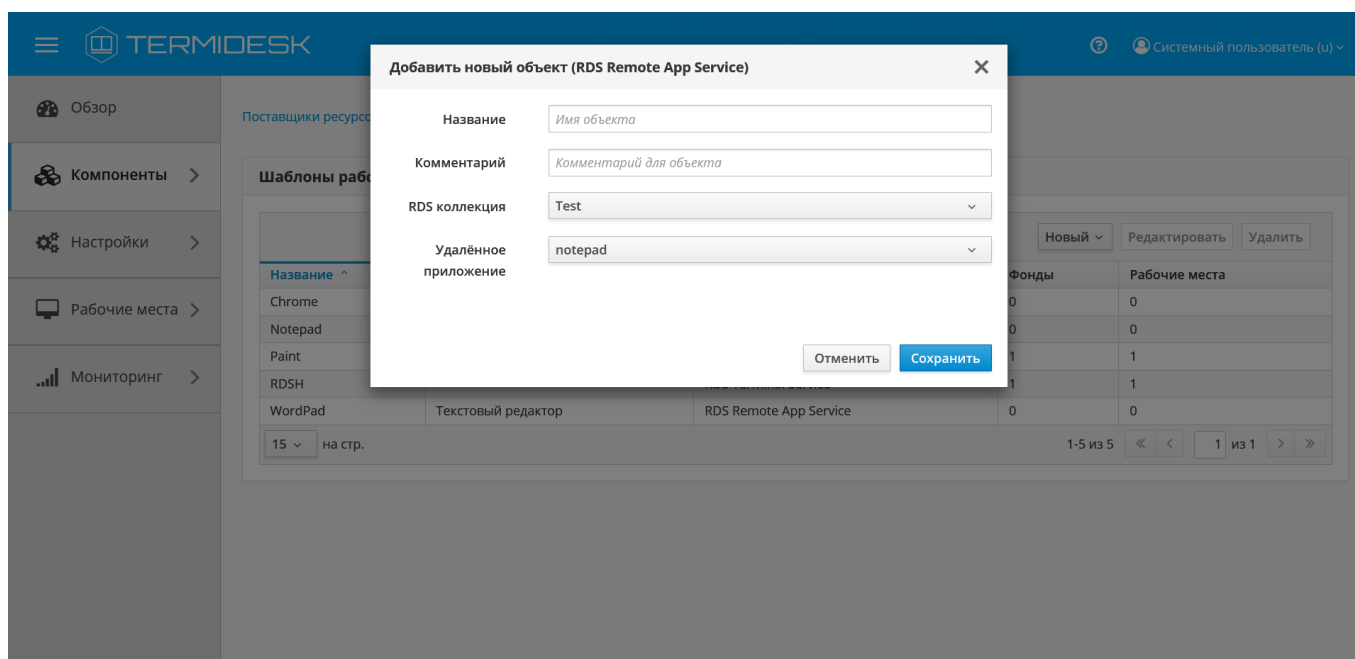 TERMIDESK
Системный пользователь (u)
Добавить новый объект (RDS Remote App Service)
Название
Имя объекта
Комментарий
Комментарий для объекта
RDS коллекция
Test
Удалённое
приложение
notepad
Отменить
Сохранить
Обзор
Компоненты
Настройки
Рабочие места
Мониторинг
Поставщики ресурсо
Шаблоны рабо
Новый
Редактировать
Удалить
Название
Фонды
Рабочие места
Chrome
0
0
Notepad
0
0
Paint
1
1
RDSH
1
1
WordPad
Текстовый редактор
RDS Remote App Service
0
0
15
на стр.
1-5 из 5
1 из 1